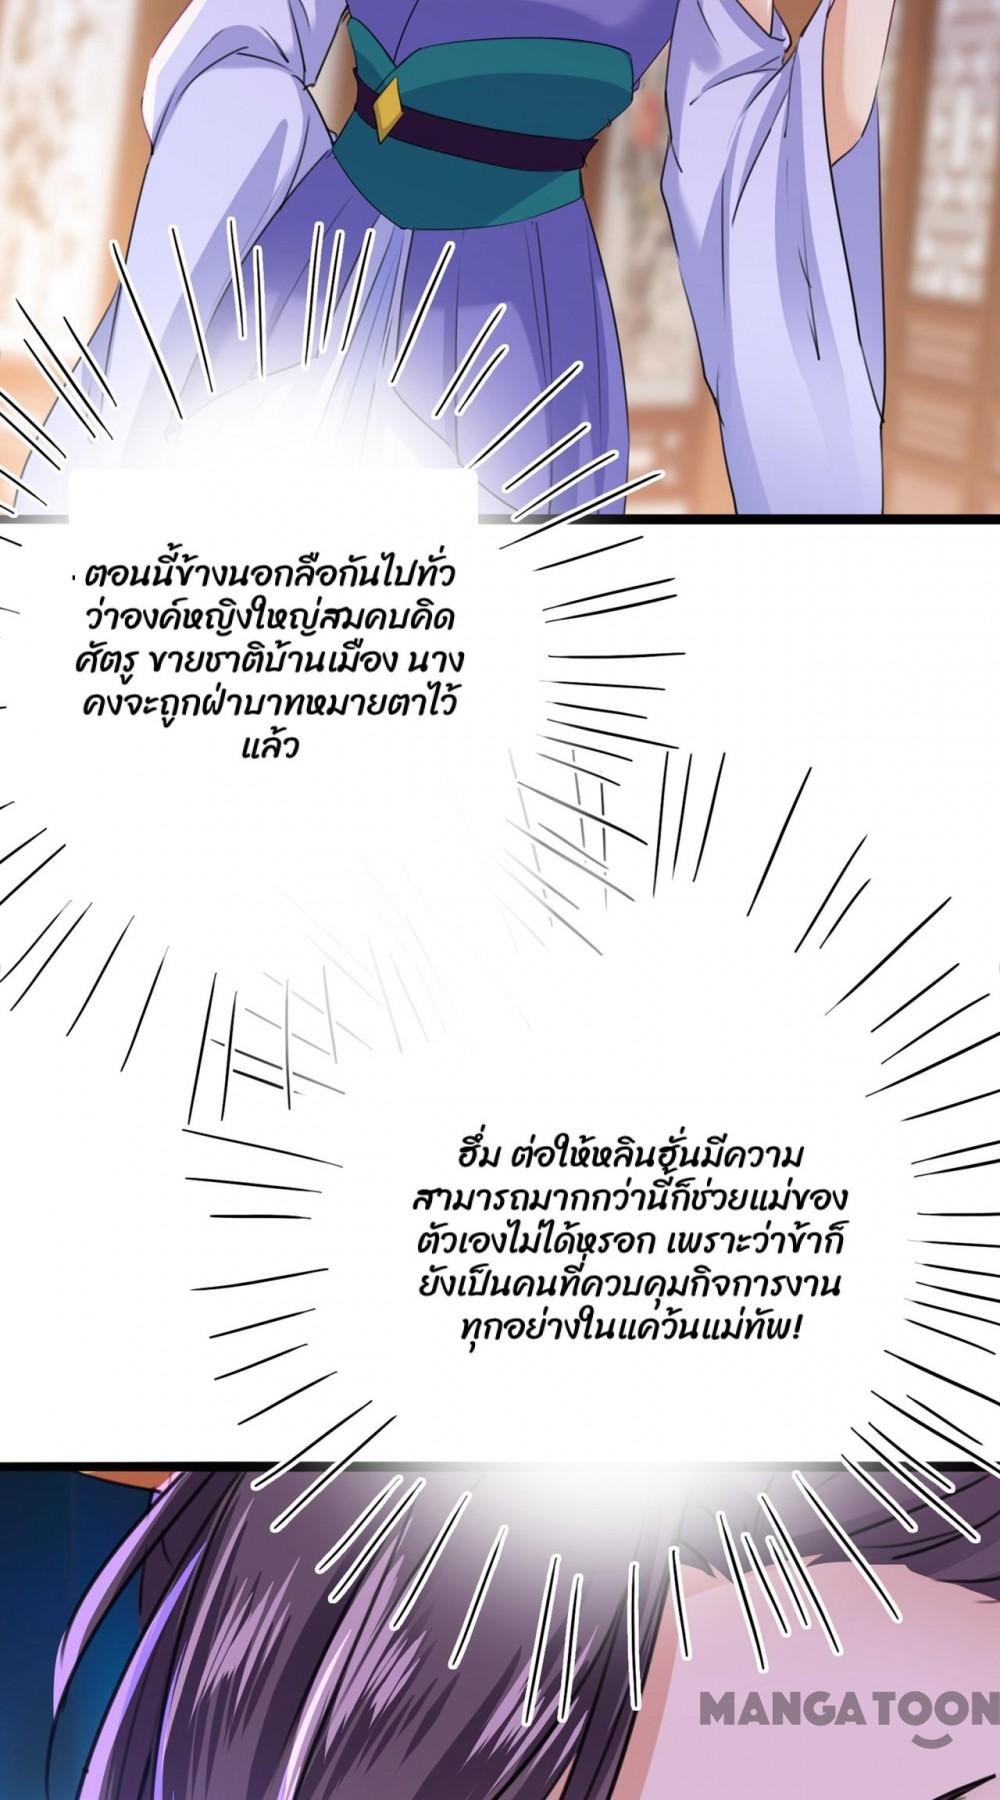 ตอนนี้ข้างนอกลือกันไปทั่ว
ว่าองค์หญิงใหญ่สมคบคิด
ศัตรู ขายชาติบ้านเมือง นาง
คงจะถูกฝ่าบาทหมายตาไว้
แล้ว
ฮึ่ม ต่อให้หลินฮั่นมีความ
สามารถมากกว่านี้ก็ช่วยแม่ของ
ตัวเองไม่ได้หรอก เพราะว่าข้าก็
ยังเป็นคนที่ควบคุมกิจการงาน
ทุกอย่างในแคว้นแม่ทัพ!
MANGATOON